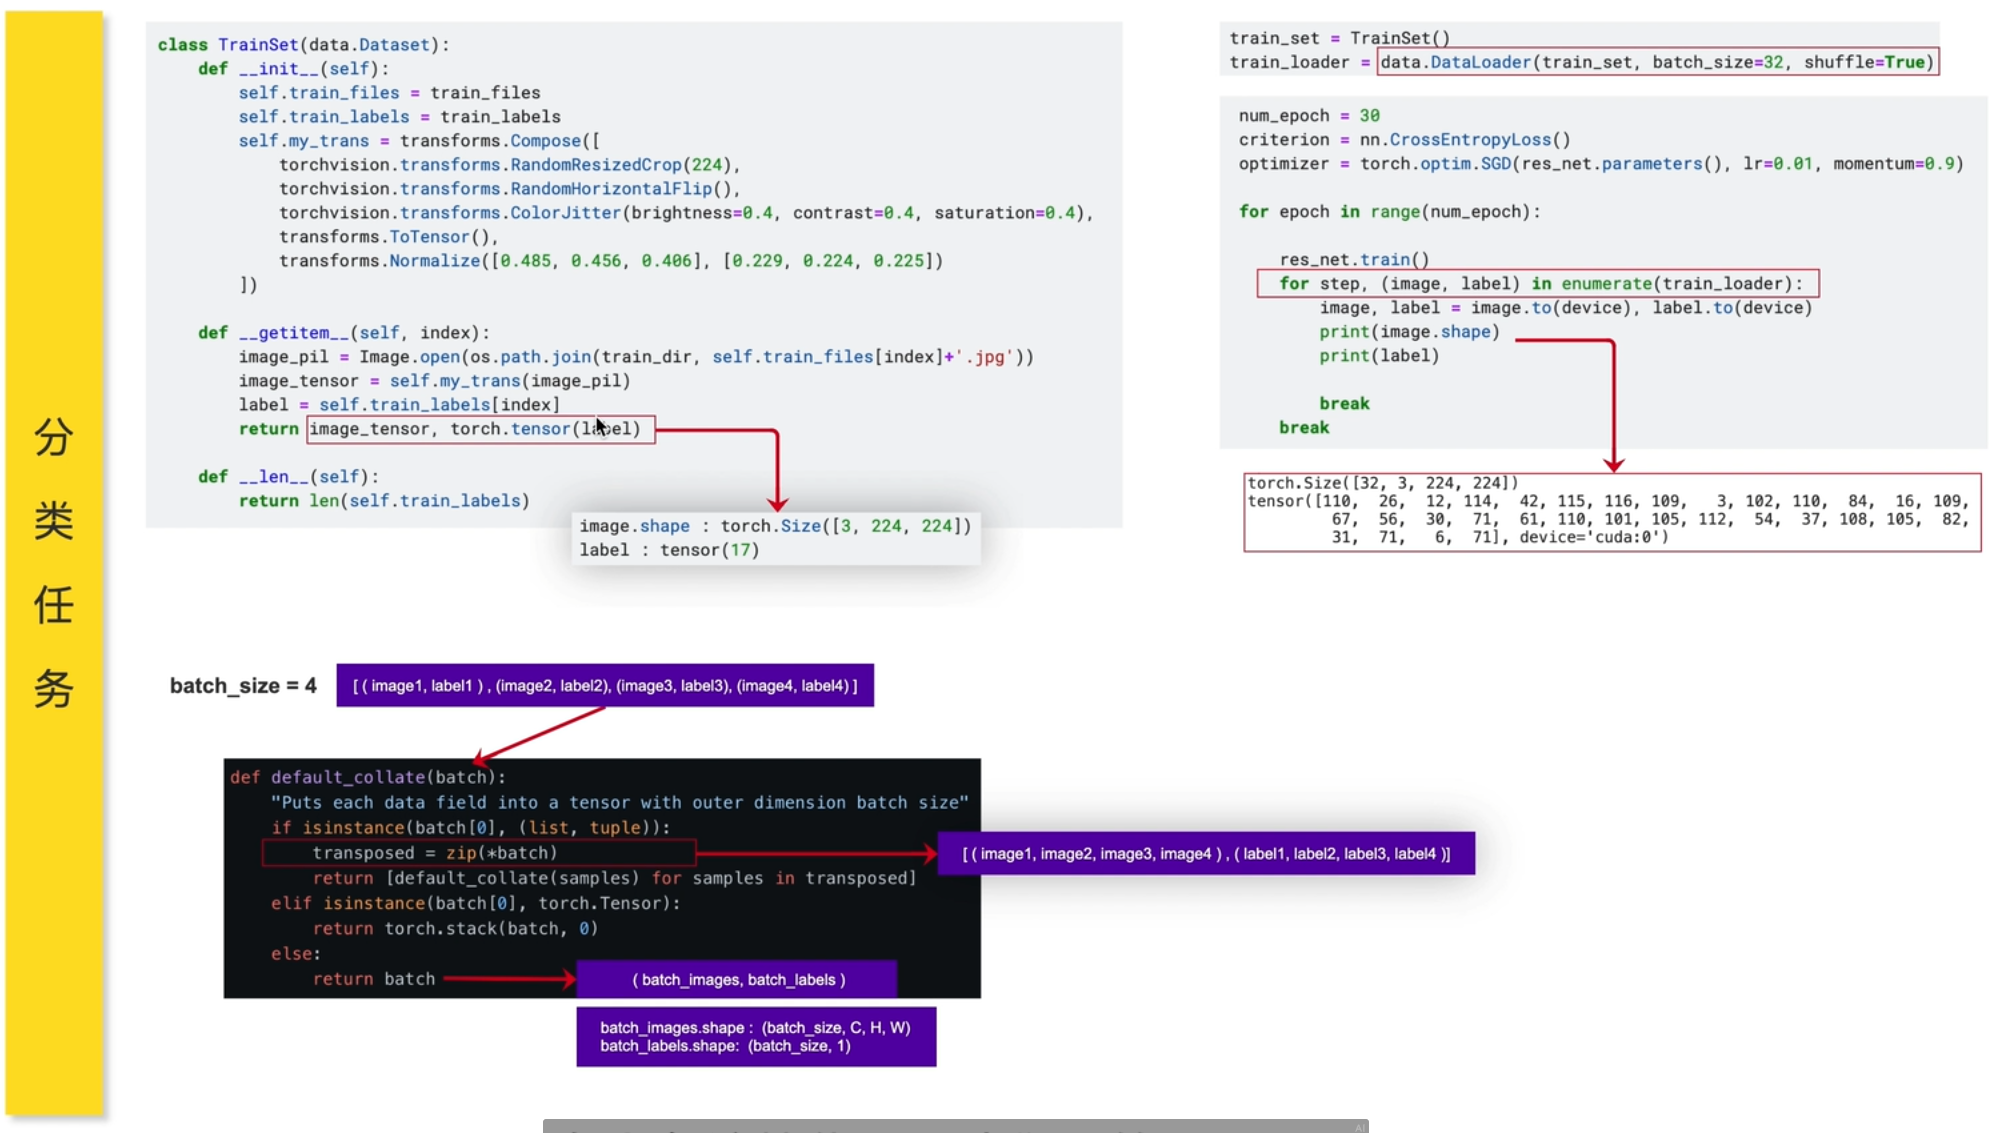 分
类
任
务
class TrainSet(data.Dataset):
    def __init__(self):
        self.train_files = train_files
        self.train_labels = train_labels
        self.my_trans = transforms.Compose([
            torchvision.transforms.RandomResizedCrop(224),
            torchvision.transforms.RandomHorizontalFlip(),
            torchvision.transforms.ColorJitter(brightness=0.4, contrast=0.4, saturation=0.4),
            transforms.ToTensor(),
            transforms.Normalize([0.485, 0.456, 0.406], [0.229, 0.224, 0.225])
        ])
    def __getitem__(self, index):
        image_pil = Image.open(os.path.join(train_dir, self.train_files[index]+'.jpg'))
        image_tensor = self.my_trans(image_pil)
        label = self.train_labels[index]
        return image_tensor, torch.tensor(label)
    def __len__(self):
        return len(self.train_labels)
image.shape : torch.Size([3, 224, 224])
label : tensor(17)
train_set = TrainSet()
train_loader = data.DataLoader(train_set, batch_size=32, shuffle=True)
num_epoch = 30
criterion = nn.CrossEntropyLoss()
optimizer = torch.optim.SGD(res_net.parameters(), lr=0.01, momentum=0.9)
for epoch in range(num_epoch):
    res_net.train()
    for step, (image, label) in enumerate(train_loader):
        image, label = image.to(device), label.to(device)
        print(image.shape)
        print(label)
        break
    break
torch.Size([32, 3, 224, 224])
tensor([110,  26,  12, 114,  42, 115, 116, 109,   3, 102, 110,  84,  16, 109,
         67,  56,  30,  71,  61, 110, 101, 105, 112,  54,  37, 108, 105,  82,
         31,  71,   6,  71], device='cuda:0')
batch_size = 4
[ ( image1, label1 ) , (image2, label2), (image3, label3), (image4, label4) ]
def default_collate(batch):
    "Puts each data field into a tensor with outer dimension batch size"
    if isinstance(batch[0], (list, tuple)):
        transposed = zip(*batch)
        return [default_collate(samples) for samples in transposed]
    elif isinstance(batch[0], torch.Tensor):
        return torch.stack(batch, 0)
    else:
        return batch
[ ( image1, image2, image3, image4 ) , ( label1, label2, label3, label4 )]
( batch_images, batch_labels )
batch_images.shape :  (batch_size, C, H, W)
batch_labels.shape:  (batch_size, 1)
AI